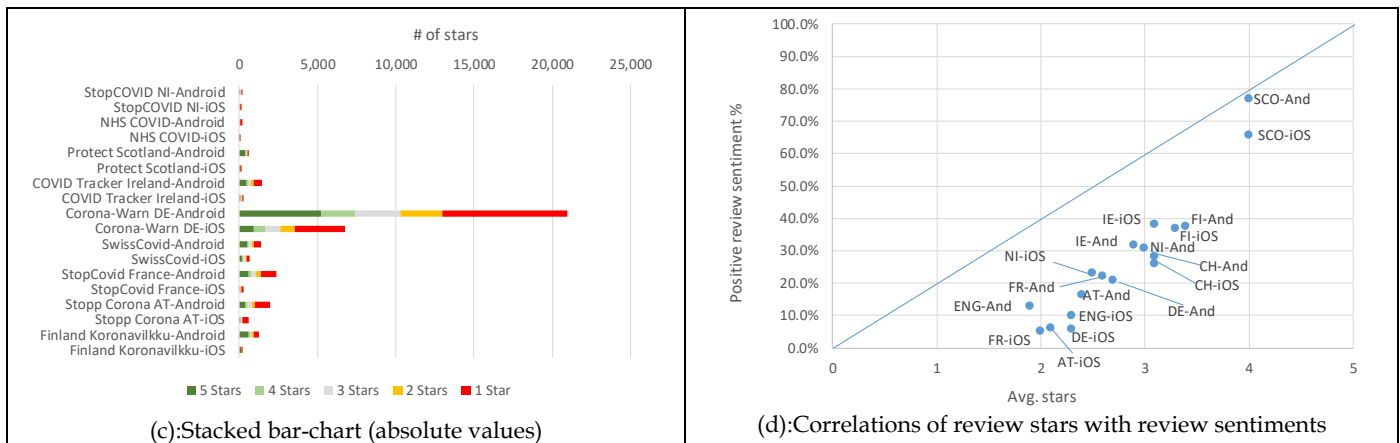 # of stars
0 5,000 10,000 15,000 20,000 25,000
StopCOVID NI-Android
StopCOVID NI-iOS
NHS COVID-Android
NHS COVID-iOS
Protect Scotland-Android
Protect Scotland-iOS
COVID Tracker Ireland-Android
COVID Tracker Ireland-iOS
Corona-Warn DE-Android
Corona-Warn DE-iOS
SwissCovid-Android
SwissCovid-iOS
StopCovid France-Android
StopCovid France-iOS
Stopp Corona AT-Android
Stopp Corona AT-iOS
Finland Koronavilkku-Android
Finland Koronavilkku-iOS
5 Stars 4 Stars 3 Stars 2 Stars 1 Star
(c):Stacked bar-chart (absolute values)
Positive review sentiment %
100.0%
90.0%
80.0%
70.0%
60.0%
50.0%
40.0%
30.0%
20.0%
10.0%
0.0%
SCO-And
SCO-iOS
IE-iOS
FI-And
FI-iOS
IE-And
NI-And
NI-iOS
CH-And
CH-iOS
FR-And
AT-And
DE-And
ENG-And
ENG-iOS
FR-iOS
DE-iOS
AT-iOS
0 1 2 3 4 5
Avg. stars
(d):Correlations of review stars with review sentiments